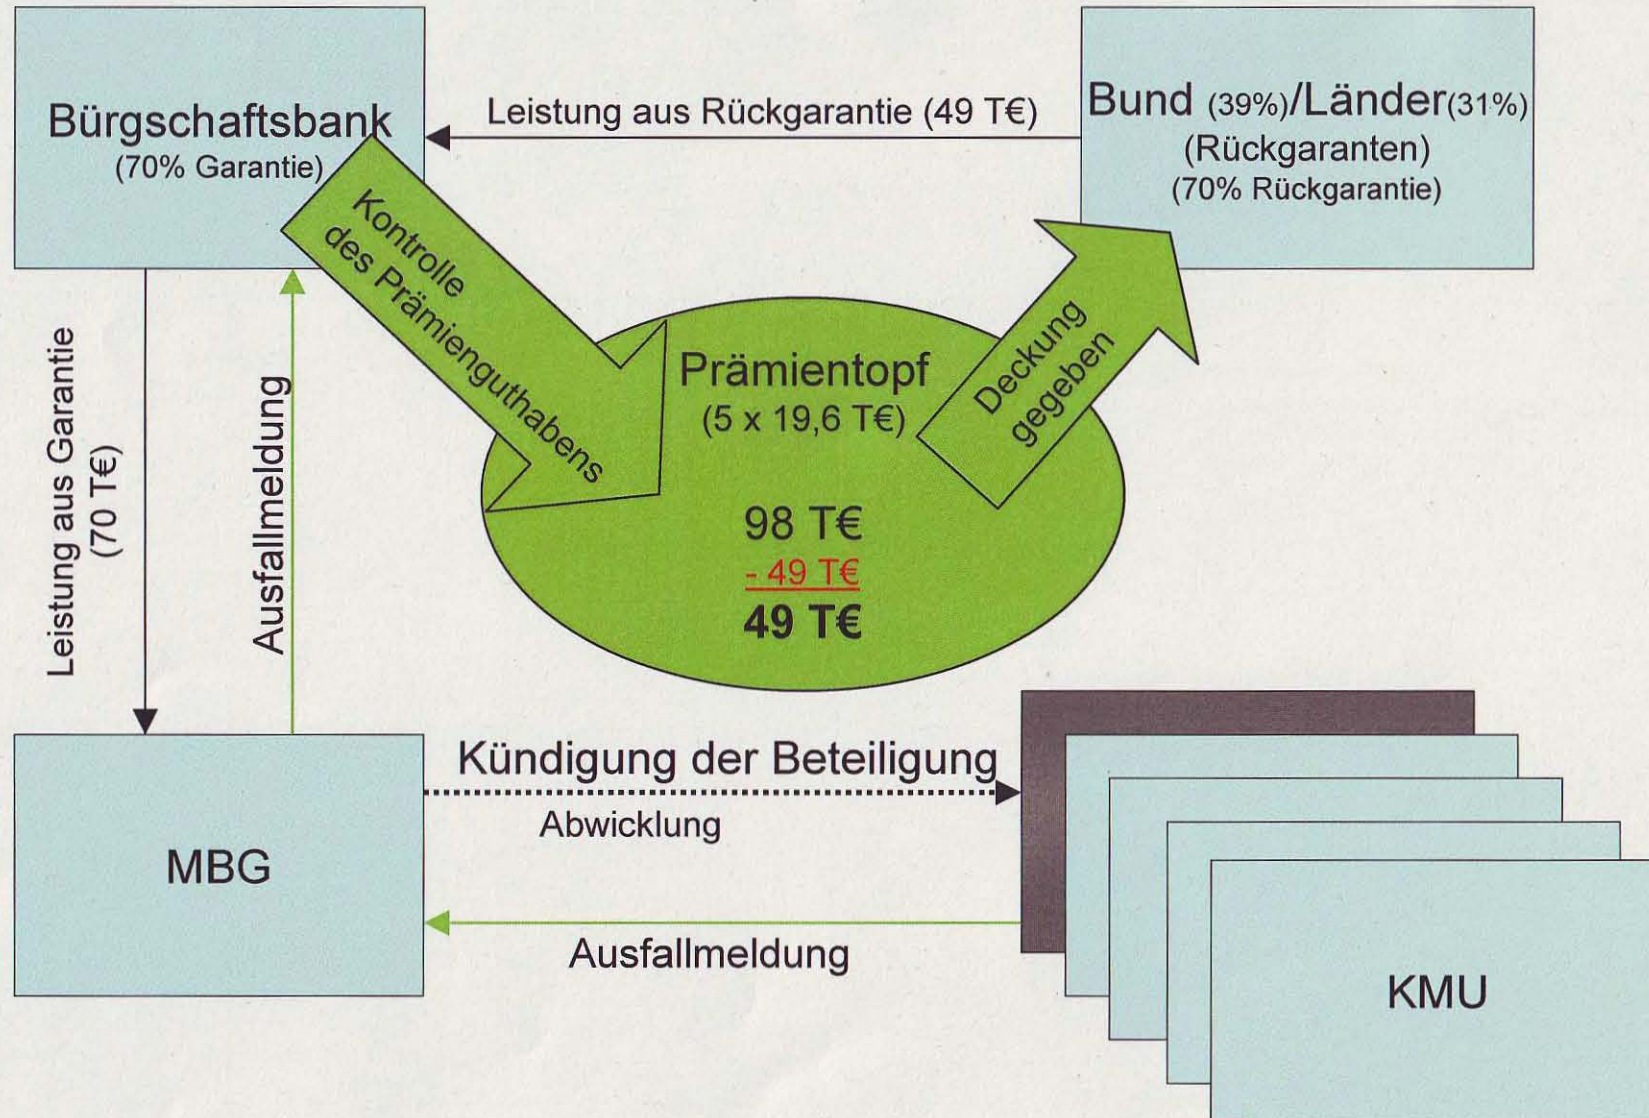 Bürgschaftsbank
(70% Garantie)
Leistung aus Rückgarantie (49 T€)
Bund (39%)/Länder(31%)
(Rückgaranten)
(70% Rückgarantie)
Kontrolle
des Prämienguthabens
Deckung
gegeben
Prämientopf
(5 x 19,6 T€)
98 T€
- 49 T€
49 T€
Leistung aus Garantie
(70 T€)
Ausfallmeldung
Kündigung der Beteiligung
Abwicklung
MBG
Ausfallmeldung
KMU